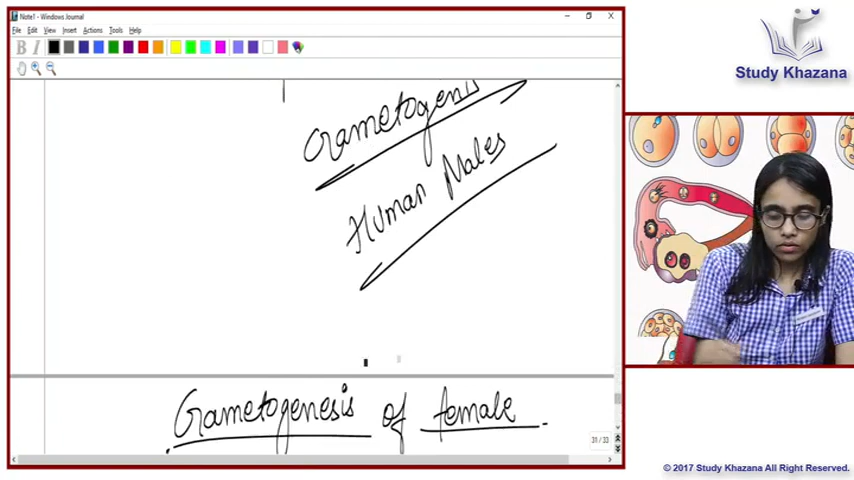 Note1 - Windows Journal
File Edit View Insert Actions Tools Help
B I
Gametogenis
Human Males
Gametogenesis of female.
31 / 33
Study Khazana
© 2017 Study Khazana All Right Reserved.